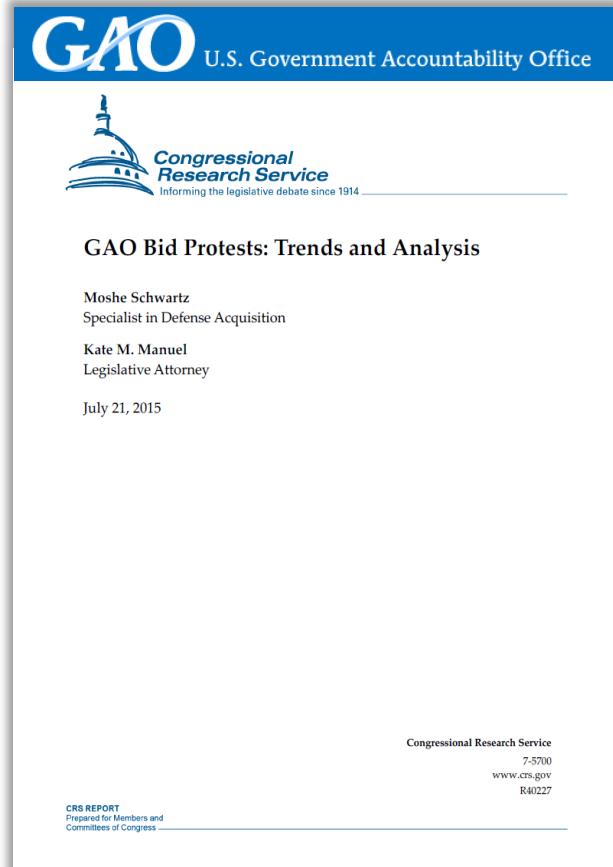 GAO U.S. Government Accountability Office
Congressional
Research Service
Informing the legislative debate since 1914
GAO Bid Protests: Trends and Analysis
Moshe Schwartz
Specialist in Defense Acquisition
Kate M. Manuel
Legislative Attorney
July 21, 2015
Congressional Research Service
7-5700
www.crs.gov
R40227
CRS REPORT
Prepared for Members and
Committees of Congress